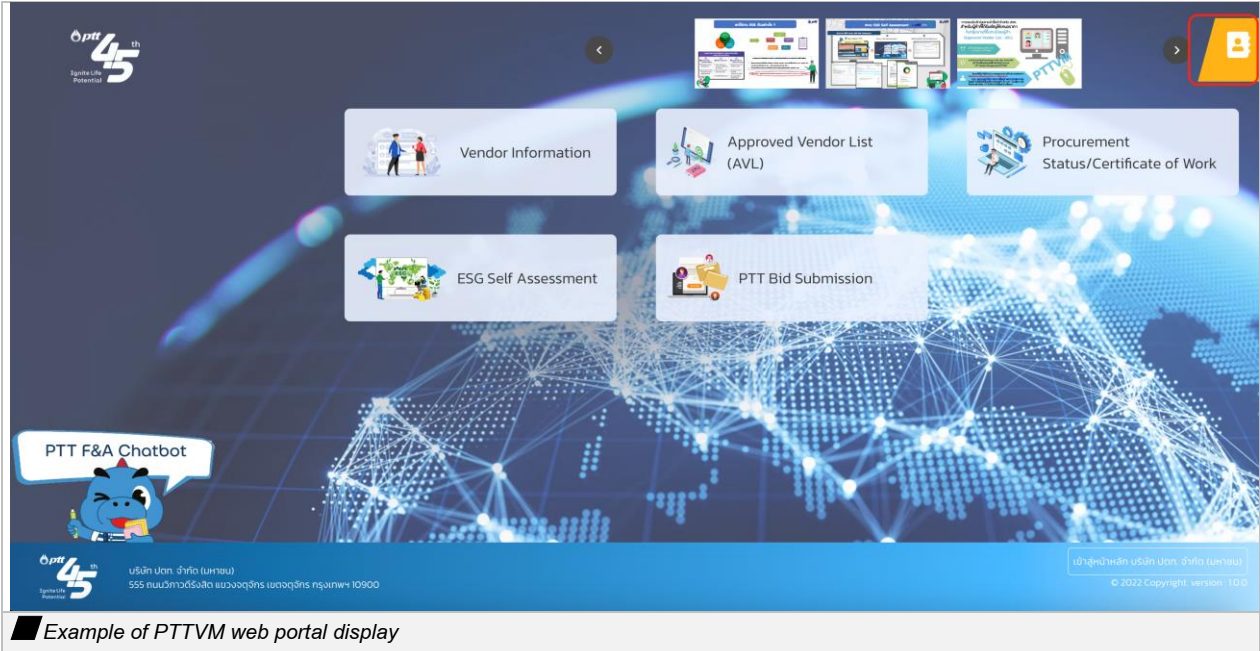 ptt
45th
Ignite Life
Potential
PTTVM
Vendor Information
Approved Vendor List
(AVL)
Procurement
Status/Certificate of Work
ESG Self Assessment
PTT Bid Submission
PTT F&A Chatbot
ptt
45th
Ignite Life
Potential
บริษัท ปตท. จำกัด (มหาชน)
555 ถนนวิภาวดีรังสิต แขวงจตุจักร เขตจตุจักร กรุงเทพฯ 10900
เข้าสู่หน้าหลัก บริษัท ปตท. จำกัด (มหาชน)
© 2022 Copyright. version : 1.0.0
Example of PTTVM web portal display